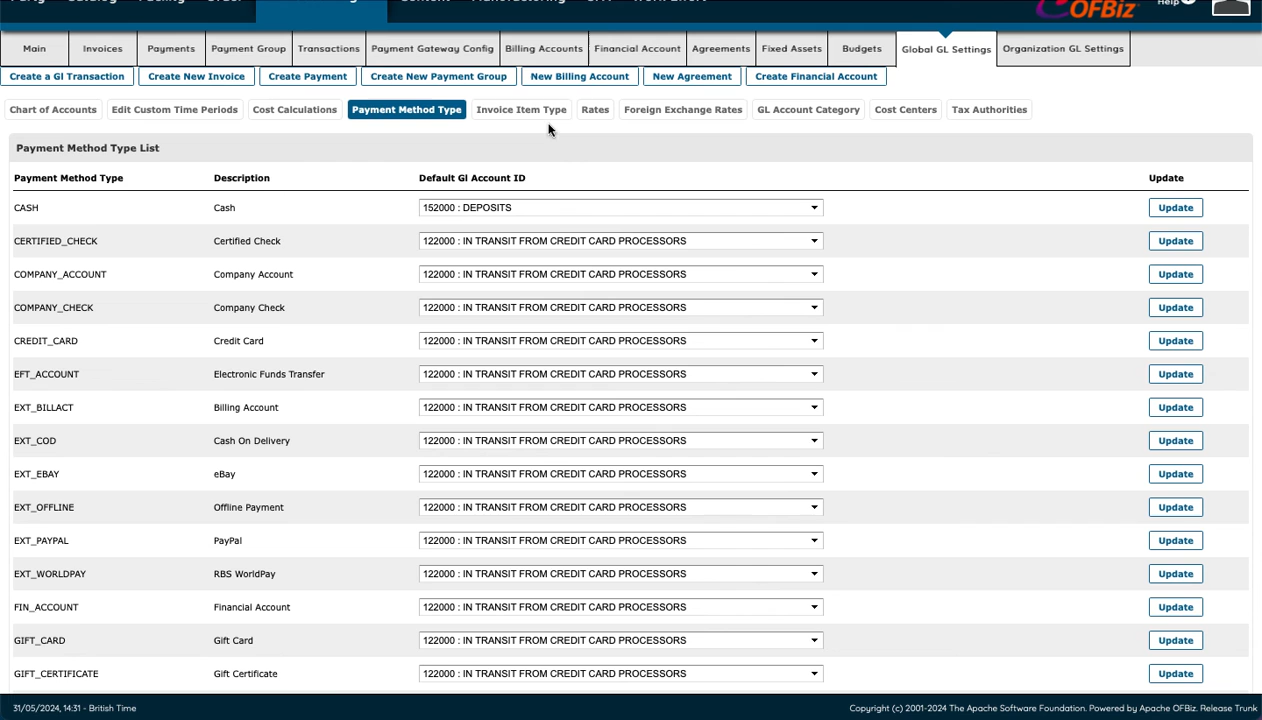 Help
OFBiz
Main Invoices Payments Payment Group Transactions Payment Gateway Config Billing Accounts Financial Account Agreements Fixed Assets Budgets Global GL Settings Organization GL Settings
Create a Gl Transaction Create New Invoice Create Payment Create New Payment Group New Billing Account New Agreement Create Financial Account
Chart of Accounts Edit Custom Time Periods Cost Calculations Payment Method Type Invoice Item Type Rates Foreign Exchange Rates GL Account Category Cost Centers Tax Authorities
Payment Method Type List
Payment Method Type Description Default Gl Account ID Update
CASH Cash 152000 : DEPOSITS Update
CERTIFIED_CHECK Certified Check 122000 : IN TRANSIT FROM CREDIT CARD PROCESSORS Update
COMPANY_ACCOUNT Company Account 122000 : IN TRANSIT FROM CREDIT CARD PROCESSORS Update
COMPANY_CHECK Company Check 122000 : IN TRANSIT FROM CREDIT CARD PROCESSORS Update
CREDIT_CARD Credit Card 122000 : IN TRANSIT FROM CREDIT CARD PROCESSORS Update
EFT_ACCOUNT Electronic Funds Transfer 122000 : IN TRANSIT FROM CREDIT CARD PROCESSORS Update
EXT_BILLACT Billing Account 122000 : IN TRANSIT FROM CREDIT CARD PROCESSORS Update
EXT_COD Cash On Delivery 122000 : IN TRANSIT FROM CREDIT CARD PROCESSORS Update
EXT_EBAY eBay 122000 : IN TRANSIT FROM CREDIT CARD PROCESSORS Update
EXT_OFFLINE Offline Payment 122000 : IN TRANSIT FROM CREDIT CARD PROCESSORS Update
EXT_PAYPAL PayPal 122000 : IN TRANSIT FROM CREDIT CARD PROCESSORS Update
EXT_WORLDPAY RBS WorldPay 122000 : IN TRANSIT FROM CREDIT CARD PROCESSORS Update
FIN_ACCOUNT Financial Account 122000 : IN TRANSIT FROM CREDIT CARD PROCESSORS Update
GIFT_CARD Gift Card 122000 : IN TRANSIT FROM CREDIT CARD PROCESSORS Update
GIFT_CERTIFICATE Gift Certificate 122000 : IN TRANSIT FROM CREDIT CARD PROCESSORS Update
31/05/2024, 14:31 - British Time Copyright (c) 2001-2024 The Apache Software Foundation. Powered by Apache OFBiz. Release Trunk